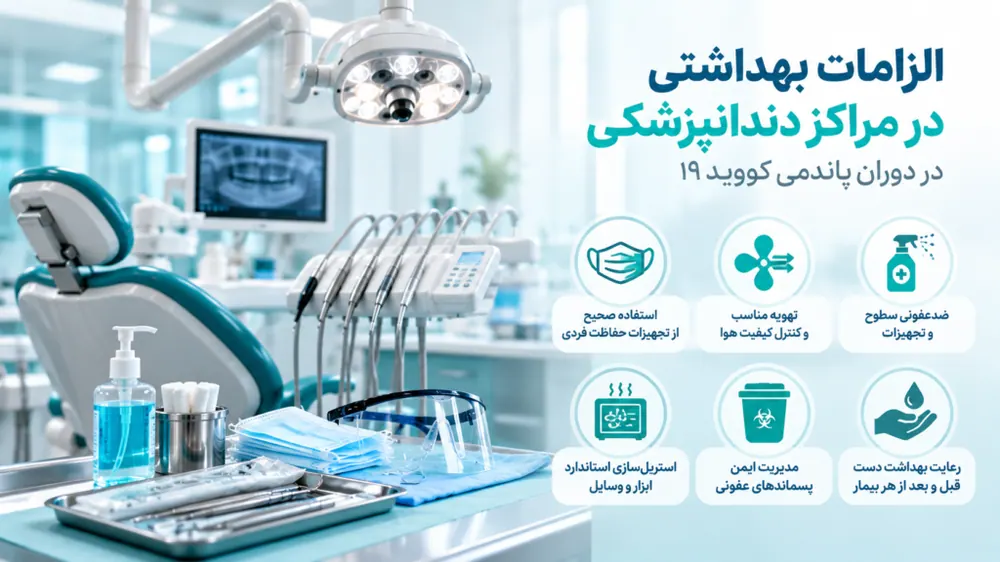 الزامات بهداشتی
در مراکز دندانپزشکی
در دوران پاندمی کووید ۱۹
ضدعفونی سطوح
و تجهیزات
تهویه مناسب
و کنترل کیفیت هوا
استفاده صحیح
از تجهیزات حفاظت فردی
رعایت بهداشت دست
قبل و بعد از هر بیمار
مدیریت ایمن
پسماندهای عفونی
استریل‌سازی استاندارد
ابزار و وسایل